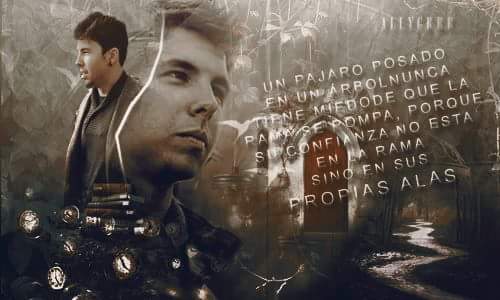 ALLYCHRR
UN PAJARO POSADO
EN UN ARBOLNUNCA
TIENE MIEDODE QUE LA
RAMA SE ROMPA, PORQUE
SU CONFIANZA NO ESTA
EN LA RAMA
SINO EN SUS
PROPIAS ALAS